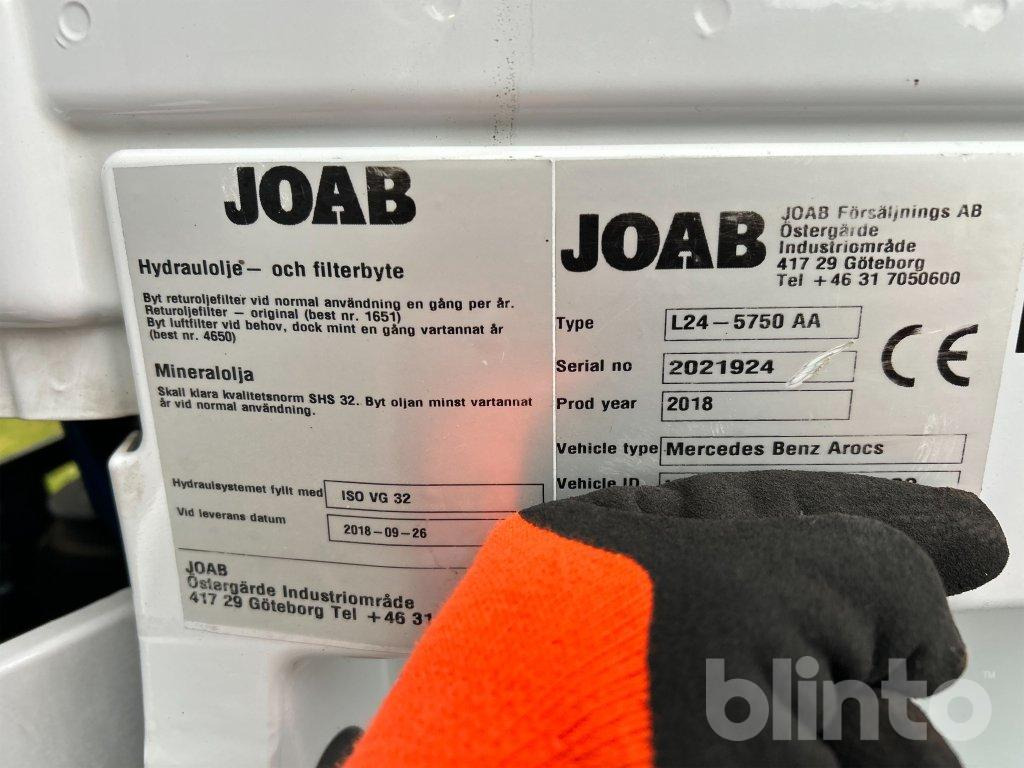 JOAB
Hydraulolje - och filterbyte
Byt returoljefilter vid normal användning en gång per år.
Returoljefilter - original (best nr. 1651)
Byt luftfilter vid behov, dock mint en gång vartannat år
(best nr. 4650)
Mineralolja
Skall klara kvalitetsnorm SHS 32. Byt oljan minst vartannat
år vid normal användning.
Hydraulsystemet fyllt med ISO VG 32
Vid leverans datum 2018-09-26
JOAB
Östergärde Industriområde
417 29 Göteborg Tel +46 31
JOAB
JOAB Försäljnings AB
Östergärde
Industriområde
417 29 Göteborg
Tel +46 31 7050600
Type L24-5750 AA
Serial no 2021924
Prod year 2018
CE
Vehicle type Mercedes Benz Arocs
Vehicle ID
blinto™